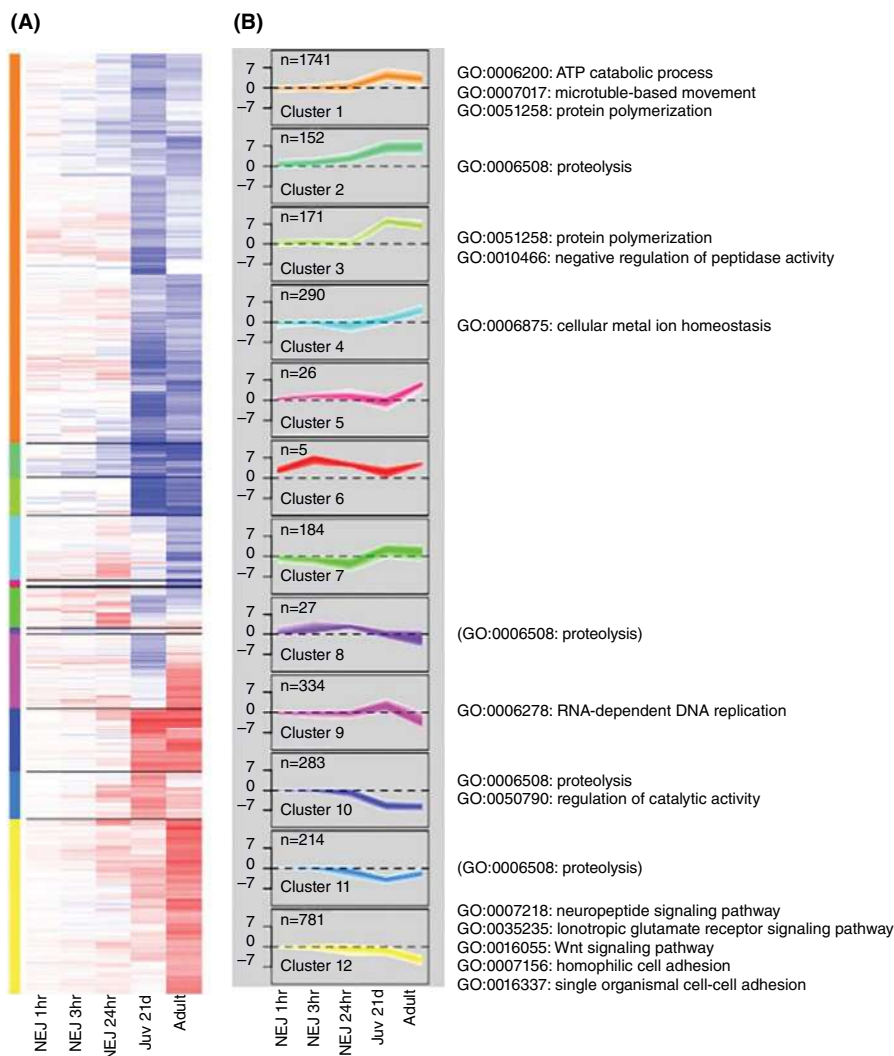 (A)
(B)
n=1741
7
0
–7
Cluster 1
GO:0006200: ATP catabolic process
GO:0007017: microtuble-based movement
GO:0051258: protein polymerization
n=152
7
0
–7
Cluster 2
GO:0006508: proteolysis
n=171
7
0
–7
Cluster 3
GO:0051258: protein polymerization
GO:0010466: negative regulation of peptidase activity
n=290
7
0
–7
Cluster 4
GO:0006875: cellular metal ion homeostasis
n=26
7
0
–7
Cluster 5
n=5
7
0
–7
Cluster 6
n=184
7
0
–7
Cluster 7
n=27
7
0
–7
Cluster 8
(GO:0006508: proteolysis)
n=334
7
0
–7
Cluster 9
GO:0006278: RNA-dependent DNA replication
n=283
7
0
–7
Cluster 10
GO:0006508: proteolysis
GO:0050790: regulation of catalytic activity
n=214
7
0
–7
Cluster 11
(GO:0006508: proteolysis)
n=781
7
0
–7
Cluster 12
GO:0007218: neuropeptide signaling pathway
GO:0035235: Ionotropic glutamate receptor signaling pathway
GO:0016055: Wnt signaling pathway
GO:0007156: homophilic cell adhesion
GO:0016337: single organismal cell-cell adhesion
NEJ 1hr
NEJ 3hr
NEJ 24hr
Juv 21d
Adult
NEJ 1hr
NEJ 3hr
NEJ 24hr
Juv 21d
Adult